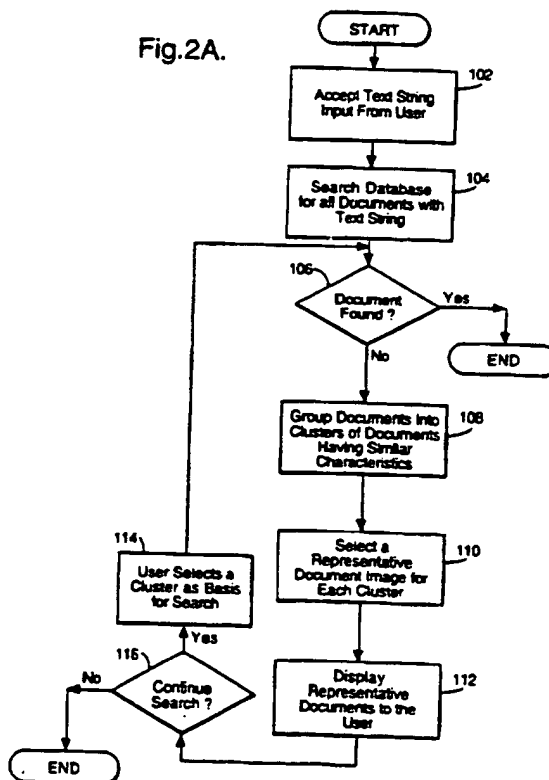 Fig.2A.
START
102
Accept Text String
Input From User
104
Search Database
for all Documents with
Text String
106
Document
Found ?
Yes
END
No
108
Group Documents into
Clusters of Documents
Having Similar
Characteristics
110
Select a
Representative
Document Image for
Each Cluster
112
Display
Representative
Documents to the
User
116
Continue
Search ?
Yes
114
User Selects a
Cluster as Basis
for Search
No
END